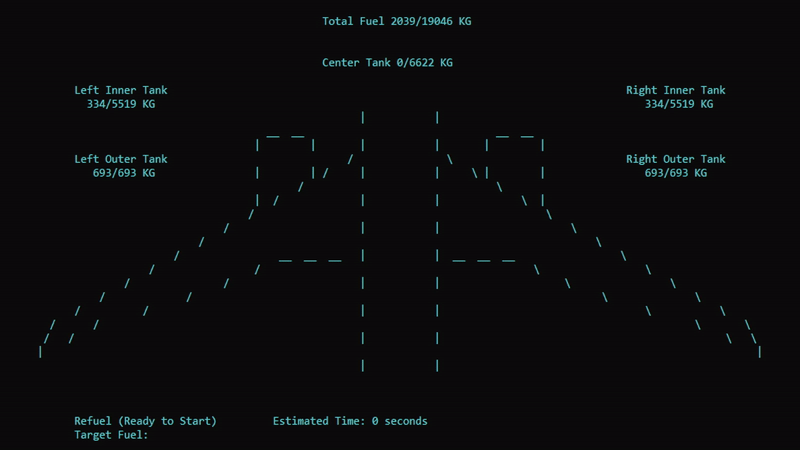 Total Fuel 2039/19046 KG
Center Tank 0/6622 KG
Left Inner Tank
334/5519 KG
Right Inner Tank
334/5519 KG
Left Outer Tank
693/693 KG
Right Outer Tank
693/693 KG
Refuel (Ready to Start)
Estimated Time: 0 seconds
Target Fuel: